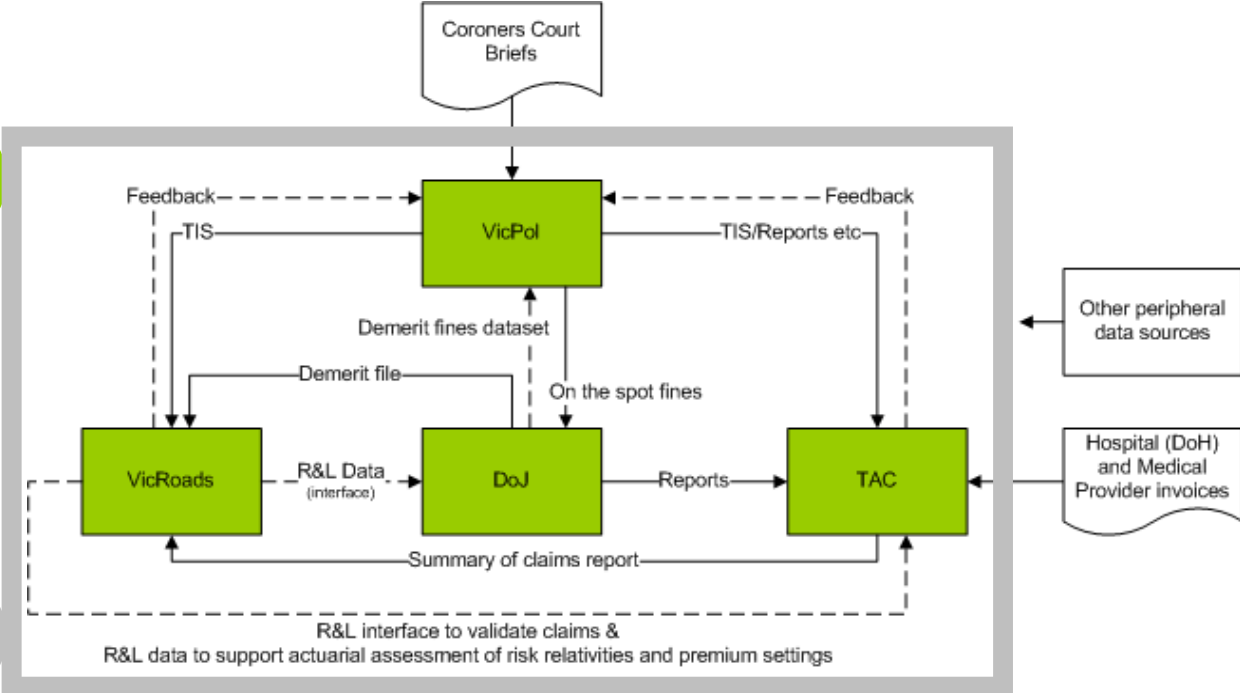 Coroners Court
Briefs
Feedback
Feedback
TIS
VicPol
TIS/Reports etc
Other peripheral
data sources
Demerit fines dataset
Demerit file
On the spot fines
Hospital (DoH)
and Medical
Provider invoices
VicRoads
R&L Data
(interface)
DoJ
Reports
TAC
Summary of claims report
R&L interface to validate claims &
R&L data to support actuarial assessment of risk relativities and premium settings